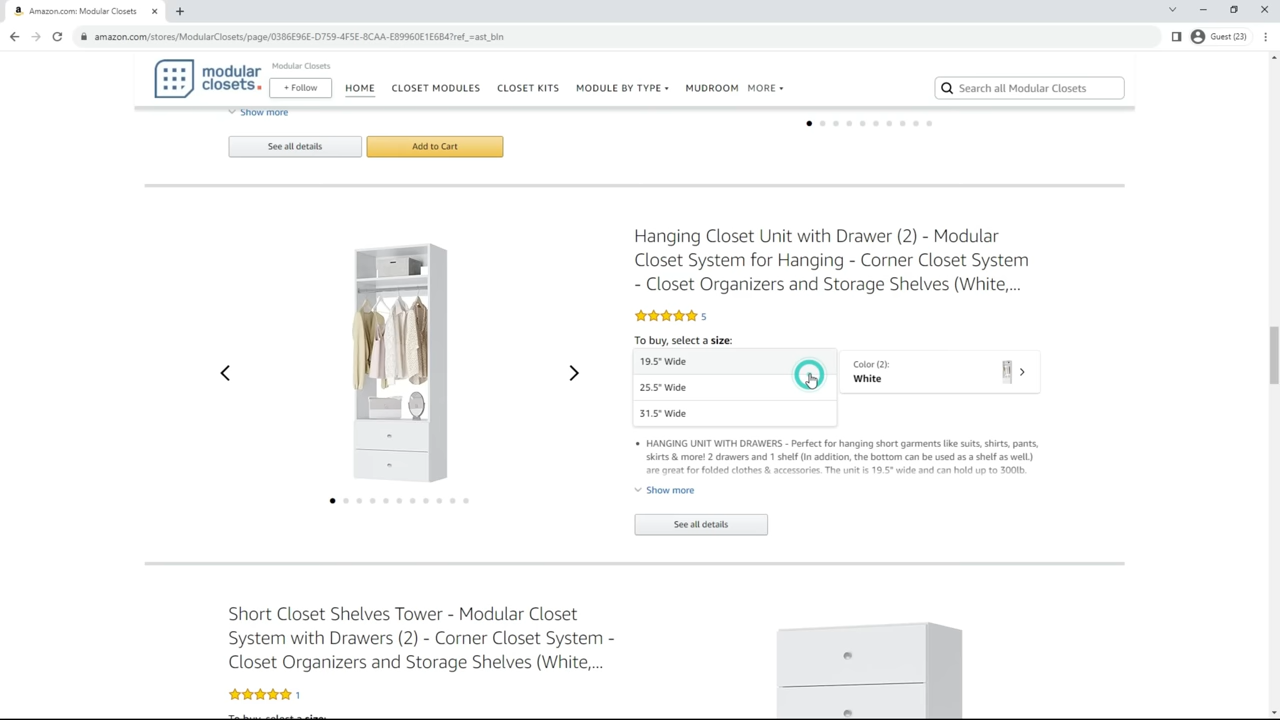 Amazon.com: Modular Closets
amazon.com/stores/ModularClosets/page/0386E96E-D759-4F5E-8CAA-E89960E1E6B4?ref_=ast_bln
Guest (23)
modular
closets.
Modular Closets
+ Follow
HOME
CLOSET MODULES
CLOSET KITS
MODULE BY TYPE
MUDROOM
MORE
Search all Modular Closets
Show more
See all details
Add to Cart
Hanging Closet Unit with Drawer (2) - Modular
Closet System for Hanging - Corner Closet System
- Closet Organizers and Storage Shelves (White,...
5
To buy, select a size:
19.5" Wide
25.5" Wide
31.5" Wide
Color (2):
White
• HANGING UNIT WITH DRAWERS - Perfect for hanging short garments like suits, shirts, pants,
skirts & more! 2 drawers and 1 shelf (In addition, the bottom can be used as a shelf as well.)
are great for folded clothes & accessories. The unit is 19.5" wide and can hold up to 300lb.
Show more
See all details
Short Closet Shelves Tower - Modular Closet
System with Drawers (2) - Corner Closet System -
Closet Organizers and Storage Shelves (White,...
1
To buy, select a size: